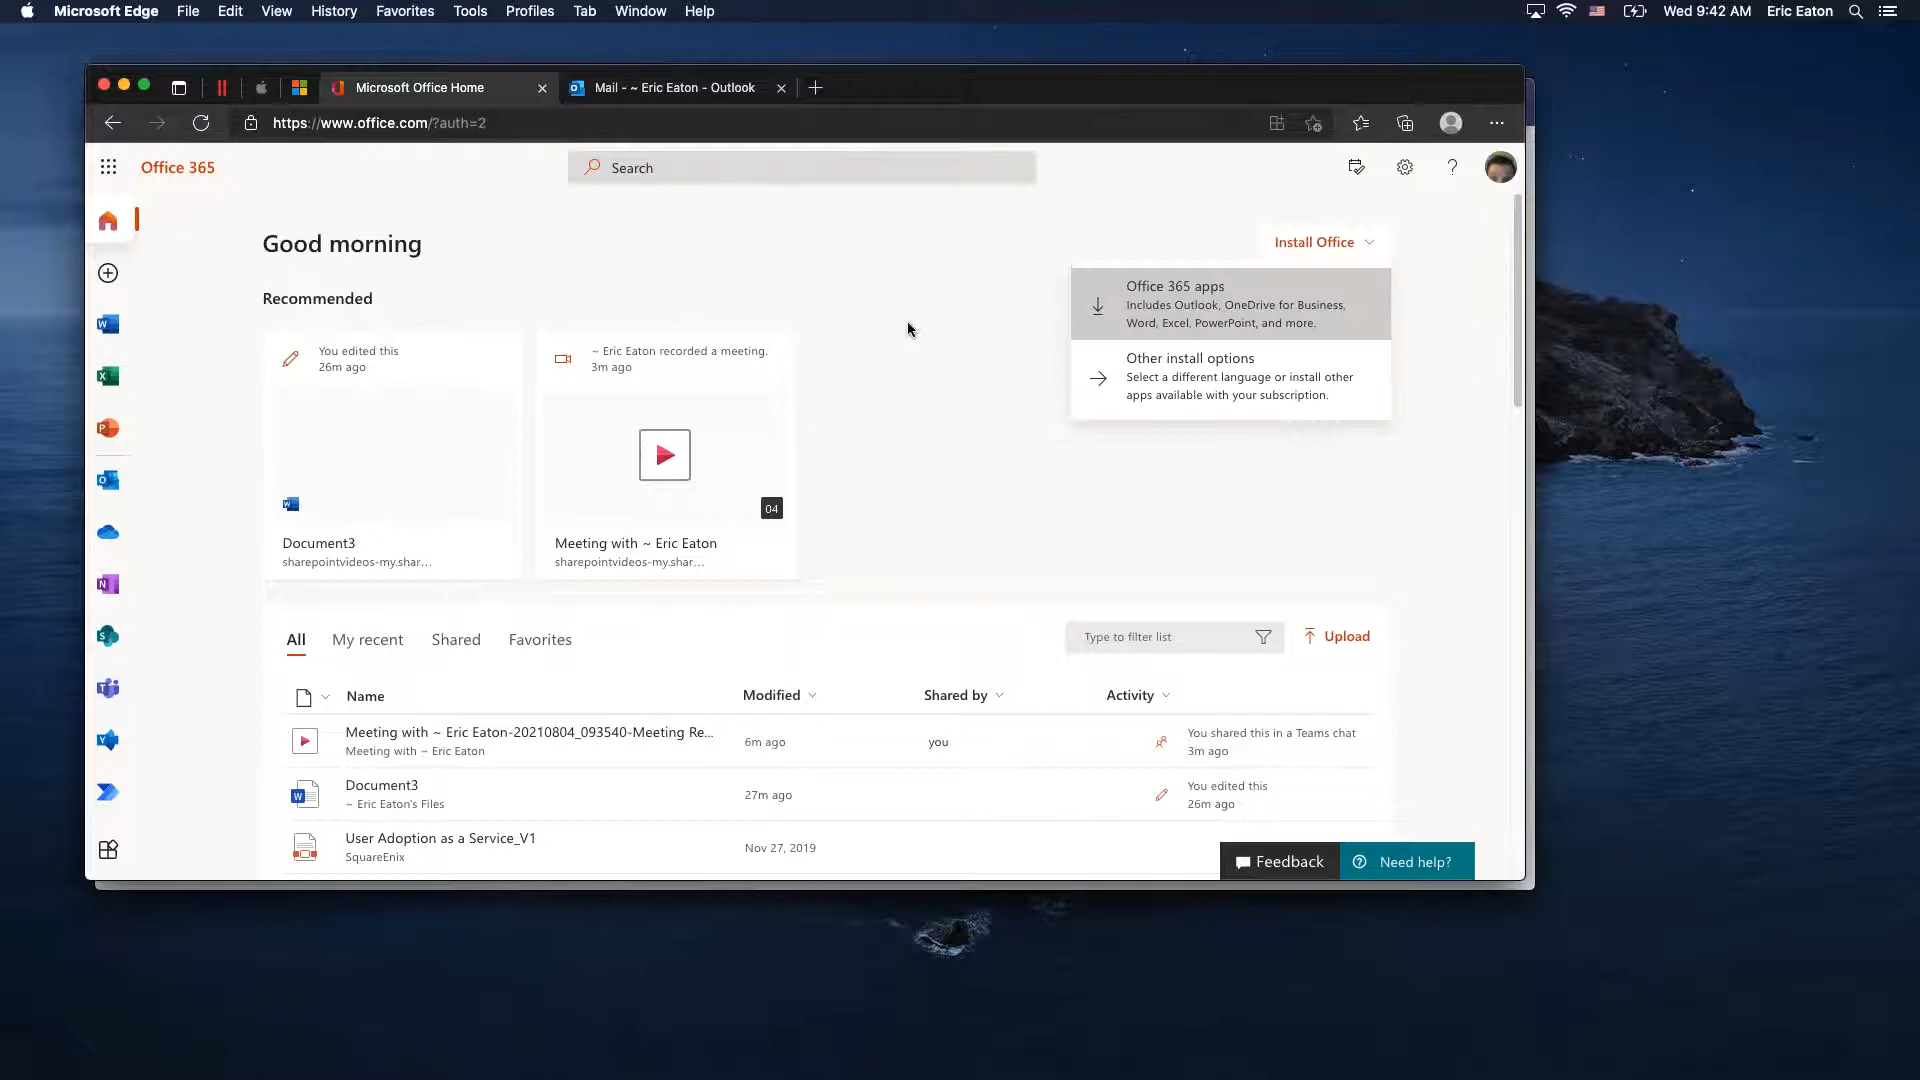 Microsoft Edge File Edit View History Favorites Tools Profiles Tab Window Help Wed 9:42 AM Eric Eaton
Microsoft Office Home Mail - ~ Eric Eaton - Outlook
https://www.office.com/?auth=2
Office 365 Search
Good morning
Install Office
Office 365 apps
Includes Outlook, OneDrive for Business,
Word, Excel, PowerPoint, and more.
Other install options
Select a different language or install other
apps available with your subscription.
Recommended
You edited this
26m ago
Document3
sharepointvideos-my.shar...
~ Eric Eaton recorded a meeting.
3m ago
04
Meeting with ~ Eric Eaton
sharepointvideos-my.shar...
All My recent Shared Favorites Type to filter list Upload
Name Modified Shared by Activity
Meeting with ~ Eric Eaton-20210804_093540-Meeting Re...
Meeting with ~ Eric Eaton
6m ago
you
You shared this in a Teams chat
3m ago
Document3
~ Eric Eaton's Files
27m ago
You edited this
26m ago
User Adoption as a Service_V1
SquareEnix
Nov 27, 2019
Feedback Need help?